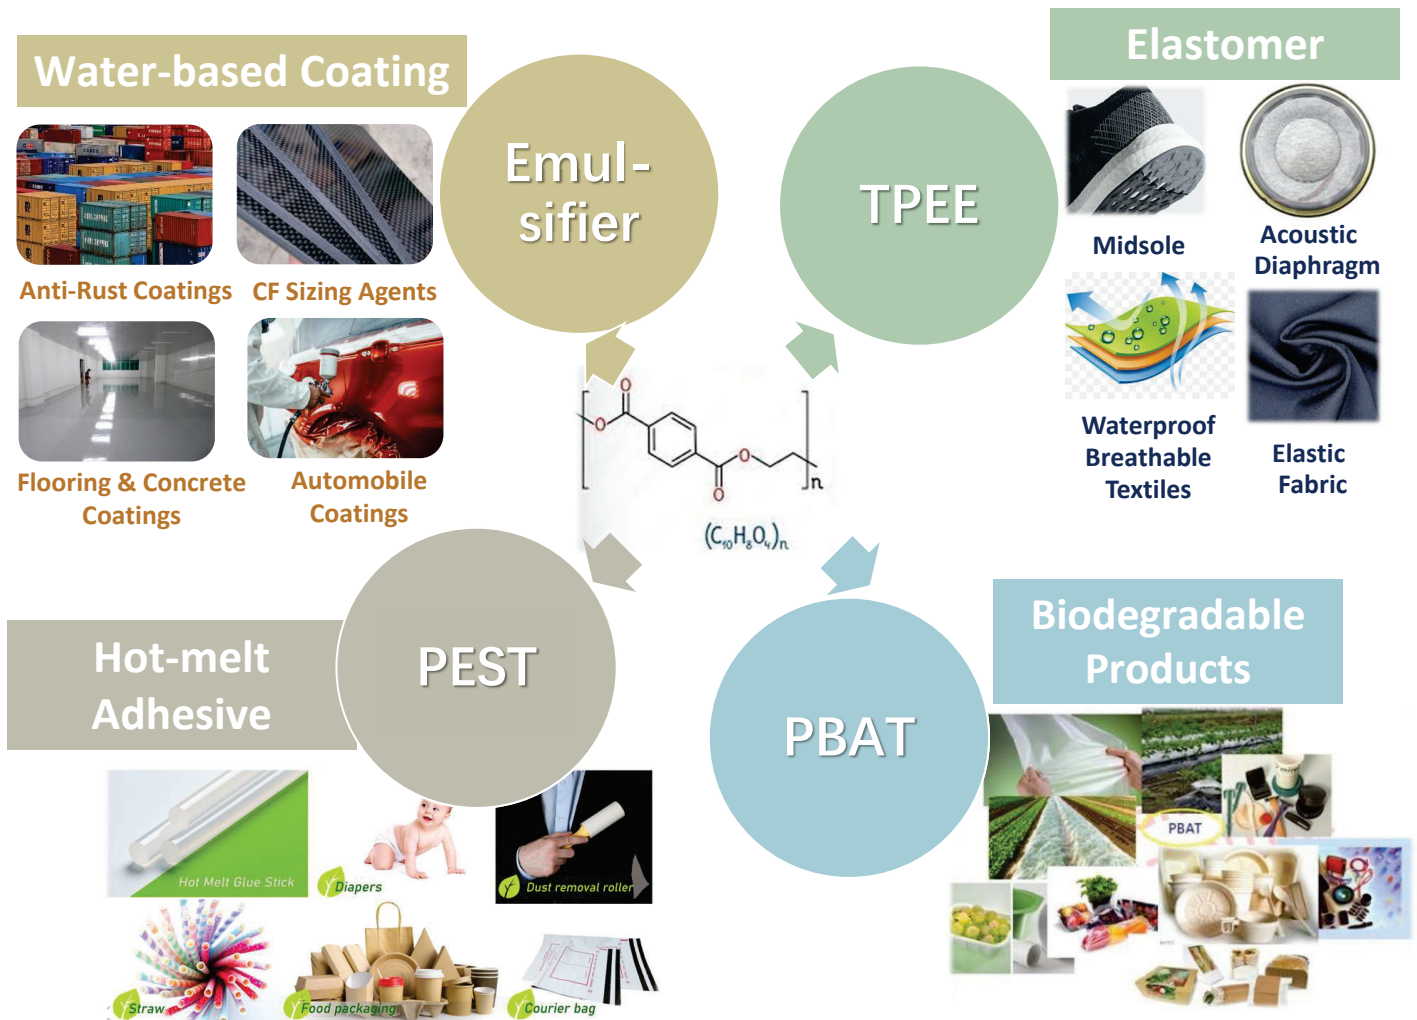 Water-based Coating
Emul-
sifier
Anti-Rust Coatings
CF Sizing Agents
Flooring & Concrete
Coatings
Automobile
Coatings
TPEE
Elastomer
Midsole
Acoustic
Diaphragm
Waterproof
Breathable
Textiles
Elastic
Fabric
O
O
O
O
n
(C₁₀H₈O₄)n
Hot-melt
Adhesive
PEST
Hot Melt Glue Stick
Diapers
Dust removal roller
Straw
Food packaging
Courier bag
PBAT
Biodegradable
Products
PBAT